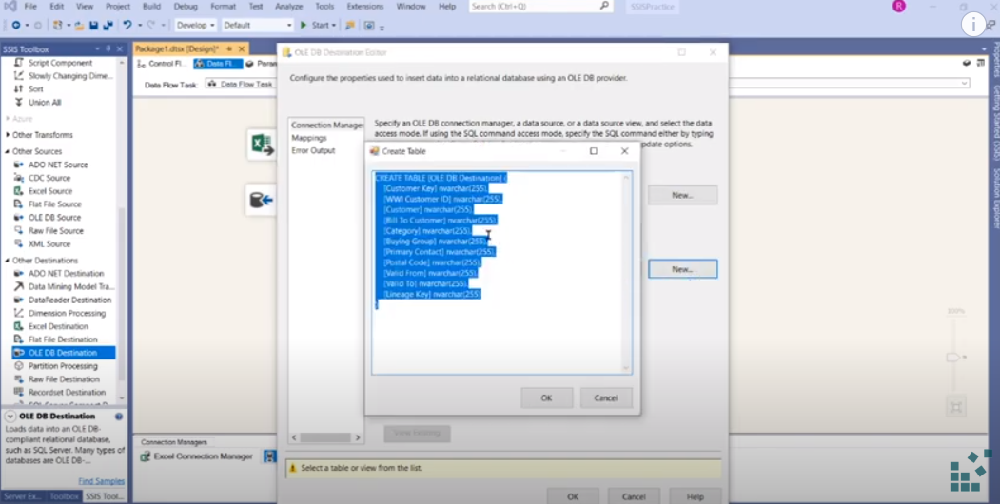 File Edit View Project Build Debug Format Test Analyze Tools Extensions Window Help Search (Ctrl+Q) SSISPractice R
Develop Default Start
SSIS Toolbox
Script Component
Slowly Changing Dime...
Sort
Union All
Azure
Other Transforms
Other Sources
ADO NET Source
CDC Source
Excel Source
Flat File Source
OLE DB Source
Raw File Source
XML Source
Other Destinations
ADO NET Destination
Data Mining Model Tra...
DataReader Destination
Dimension Processing
Excel Destination
Flat File Destination
OLE DB Destination
Partition Processing
Raw File Destination
Recordset Destination
OLE DB Destination
Loads data into an OLE DB-
compliant relational database,
such as SQL Server. Many types of
databases are OLE DB-...
Find Samples
Server Ex... Toolbox SSIS Tool...
Package1.dtsx [Design]*
Control Fl... Data Fl... Param
Data Flow Task: Data Flow Task
OLE DB Destination Editor
Configure the properties used to insert data into a relational database using an OLE DB provider.
Connection Manager
Mappings
Error Output
Specify an OLE DB connection manager, a data source, or a data source view, and select the data
access mode. If using the SQL command access mode, specify the SQL command either by typing
update options.
Create Table
CREATE TABLE [OLE DB Destination] (
[Customer Key] nvarchar(255),
[WWI Customer ID] nvarchar(255),
[Customer] nvarchar(255),
[Bill To Customer] nvarchar(255),
[Category] nvarchar(255),
[Buying Group] nvarchar(255),
[Primary Contact] nvarchar(255),
[Postal Code] nvarchar(255),
[Valid From] nvarchar(255),
[Valid To] nvarchar(255),
[Lineage Key] nvarchar(255)
)
OK Cancel
New...
New...
View Existing
Select a table or view from the list.
OK Cancel Help
Connection Managers
Excel Connection Manager
100%
Properties
Getting Started (SSIS)
Solution Explorer